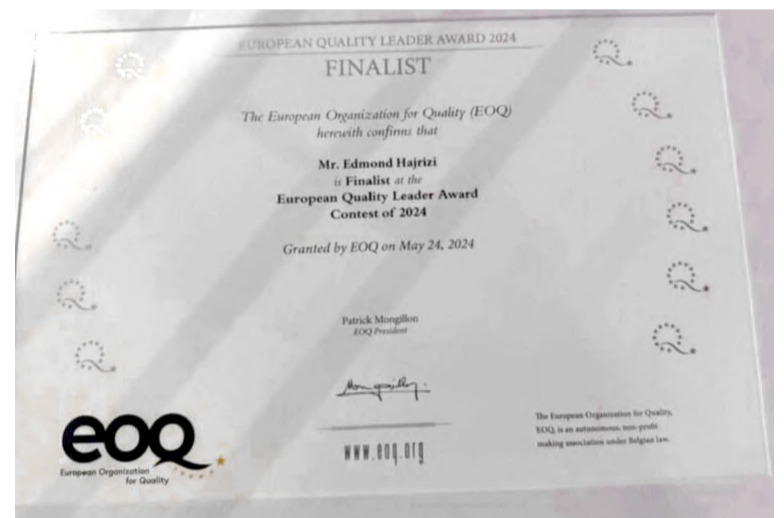 EUROPEAN QUALITY LEADER AWARD 2024
FINALIST
The European Organization for Quality (EOQ)
herewith confirms that
Mr. Edmond Hajrizi
is Finalist at the
European Quality Leader Award
Contest of 2024
Granted by EOQ on May 24, 2024
Patrick Mongillon
EOQ President
eoq
European Organization
for Quality
www.eoq.org
The European Organization for Quality,
EOQ, is an autonomous, non-profit
making association under Belgian law.